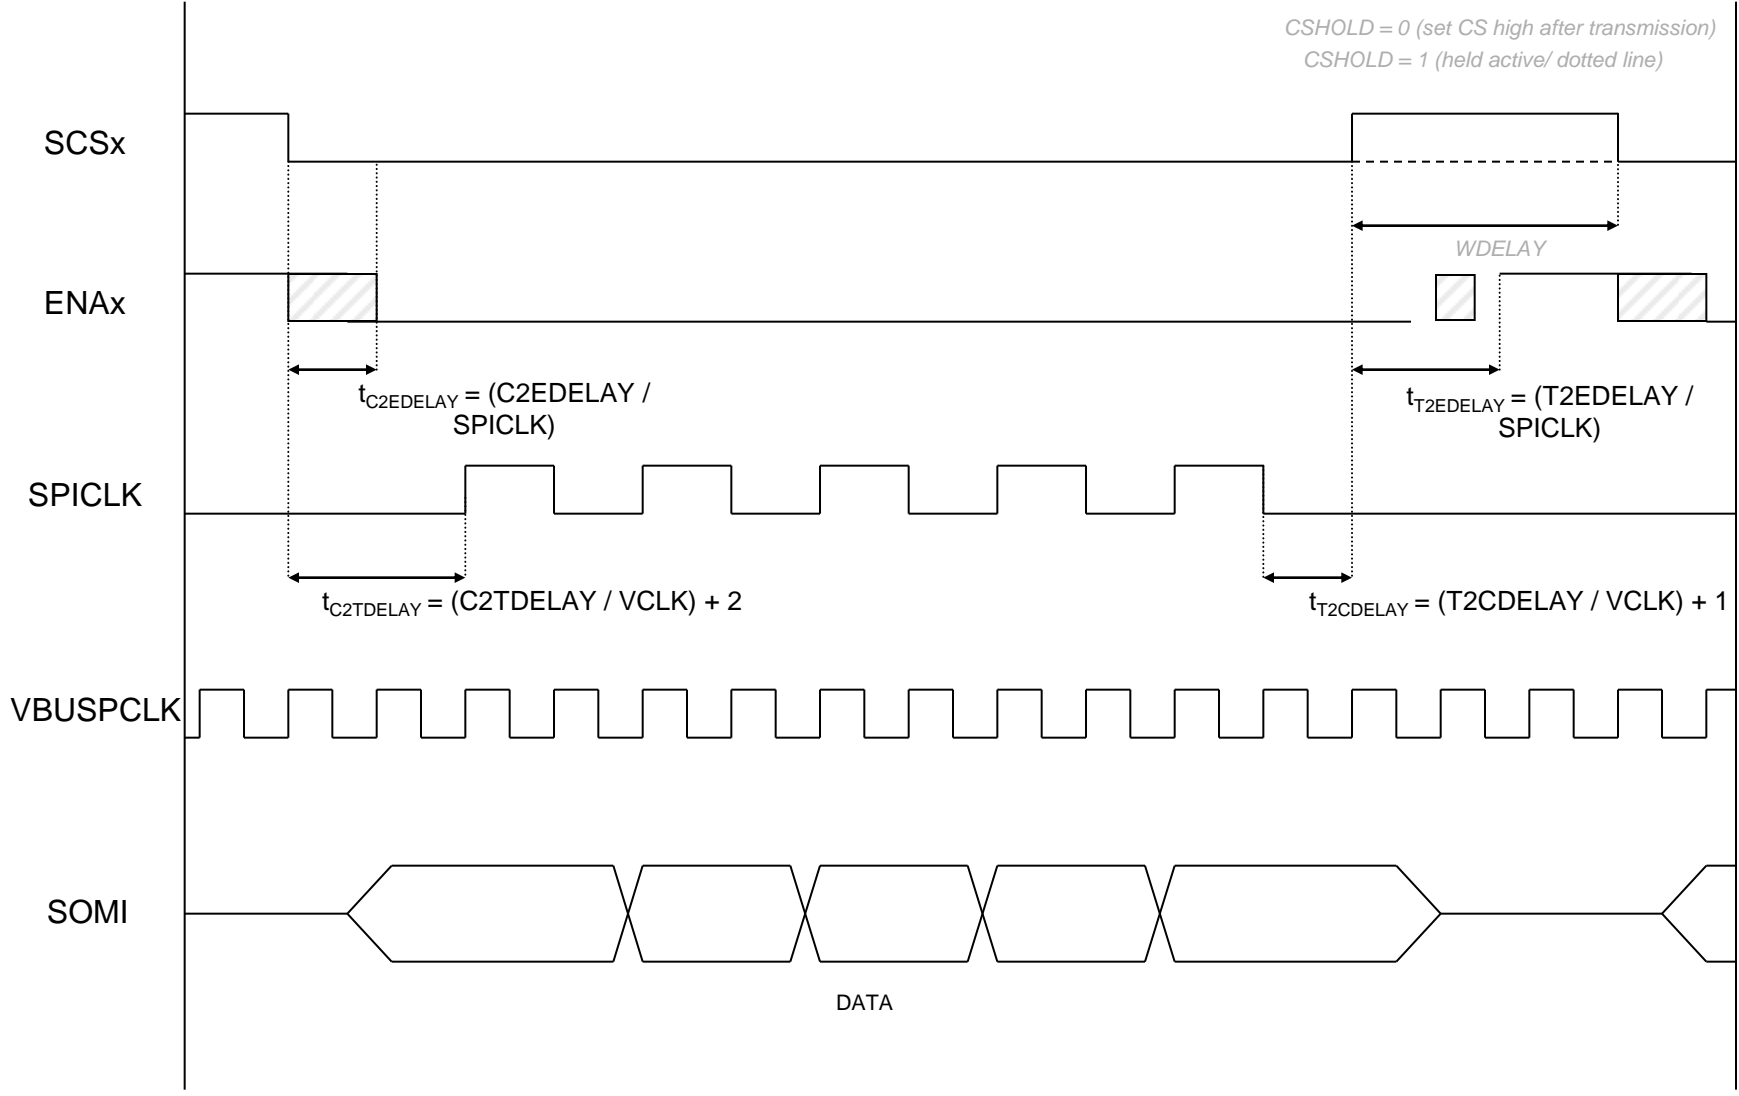 CSHOLD = 0 (set CS high after transmission)
CSHOLD = 1 (held active/ dotted line)
SCSx
WDELAY
ENAx
tC2EDELAY = (C2EDELAY /
SPICLK)
tT2EDELAY = (T2EDELAY /
SPICLK)
SPICLK
tC2TDELAY = (C2TDELAY / VCLK) + 2
tT2CDELAY = (T2CDELAY / VCLK) + 1
VBUSPCLK
SOMI
DATA